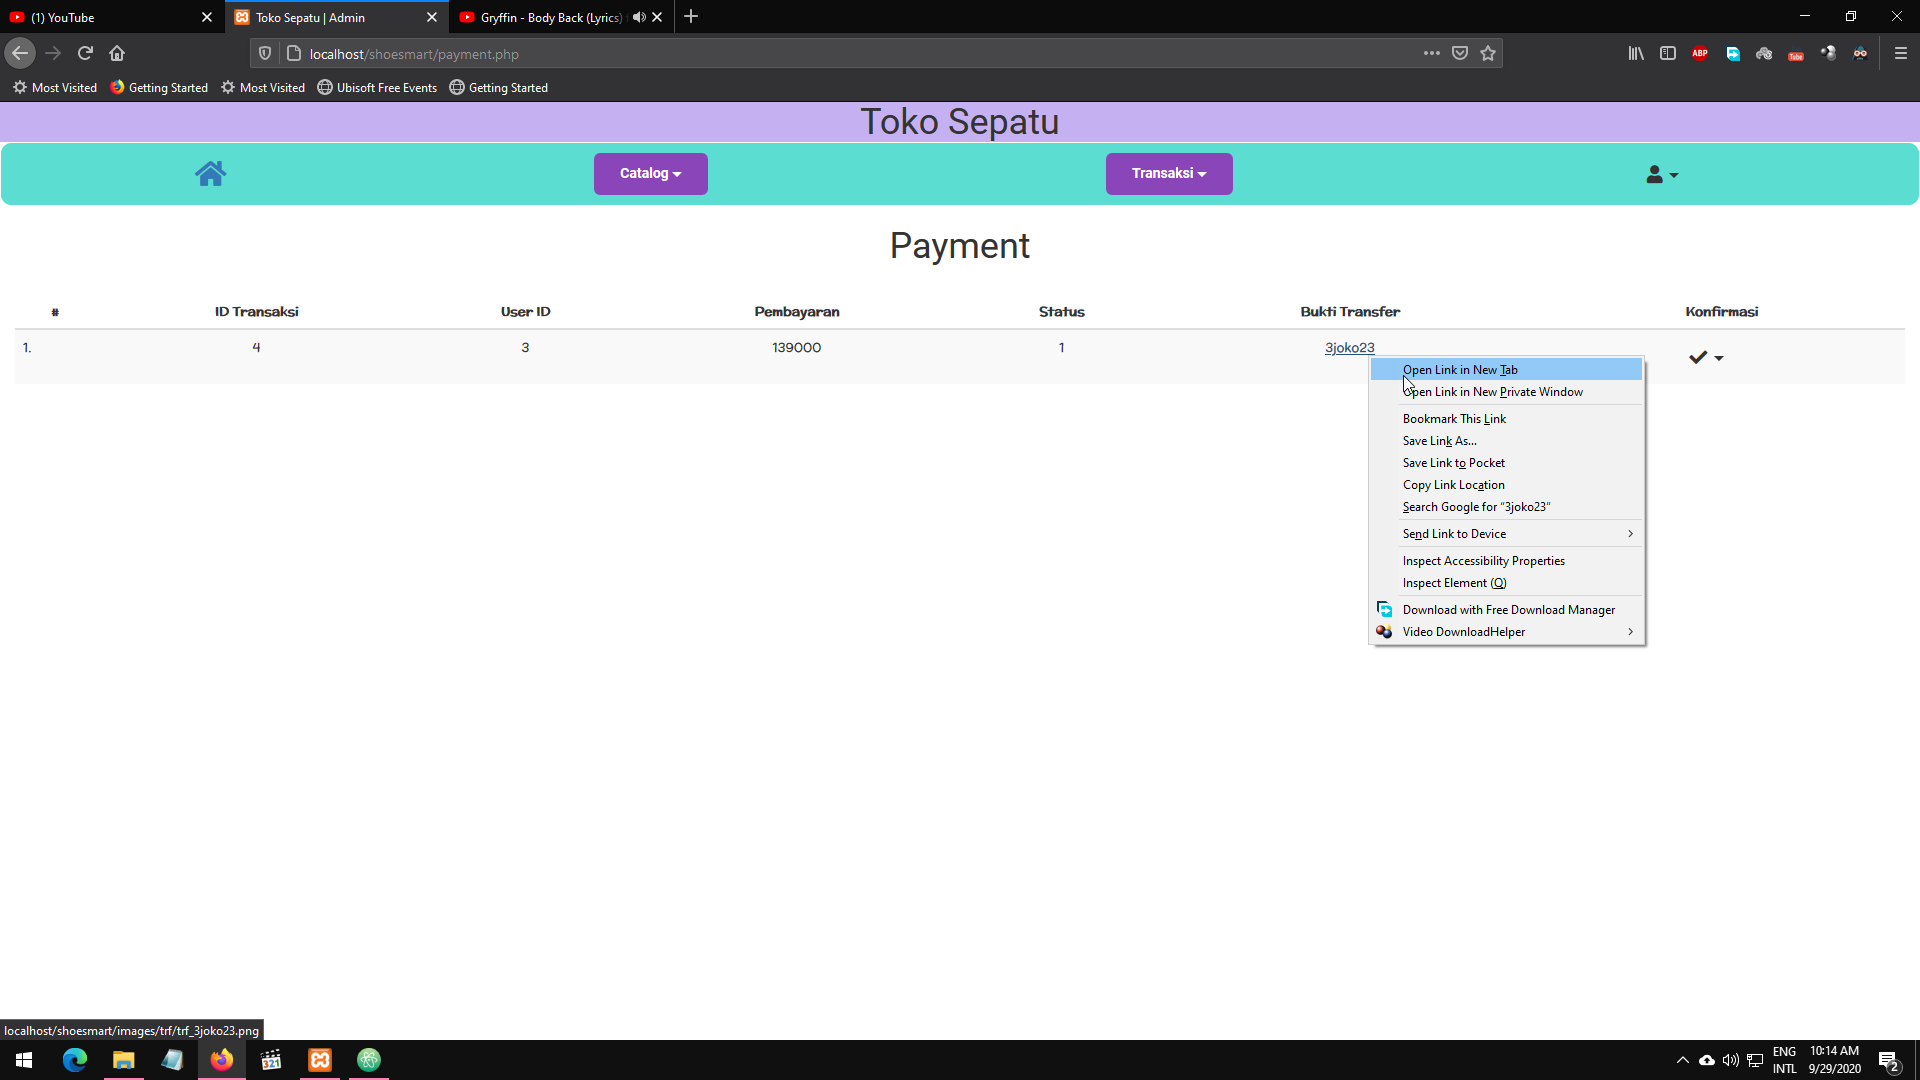 (1) YouTube
Toko Sepatu | Admin
Gryffin - Body Back (Lyrics)
localhost/shoesmart/payment.php
ABP
Tube
Most Visited
Getting Started
Most Visited
Ubisoft Free Events
Getting Started
Toko Sepatu
Catalog
Transaksi
Payment
# ID Transaksi User ID Pembayaran Status Bukti Transfer Konfirmasi
1. 4 3 139000 1 3joko23
Open Link in New Tab
Open Link in New Private Window
Bookmark This Link
Save Link As...
Save Link to Pocket
Copy Link Location
Search Google for “3joko23”
Send Link to Device
Inspect Accessibility Properties
Inspect Element (Q)
Download with Free Download Manager
Video DownloadHelper
localhost/shoesmart/images/trf/trf_3joko23.png
321
ENG
INTL
10:14 AM
9/29/2020
2